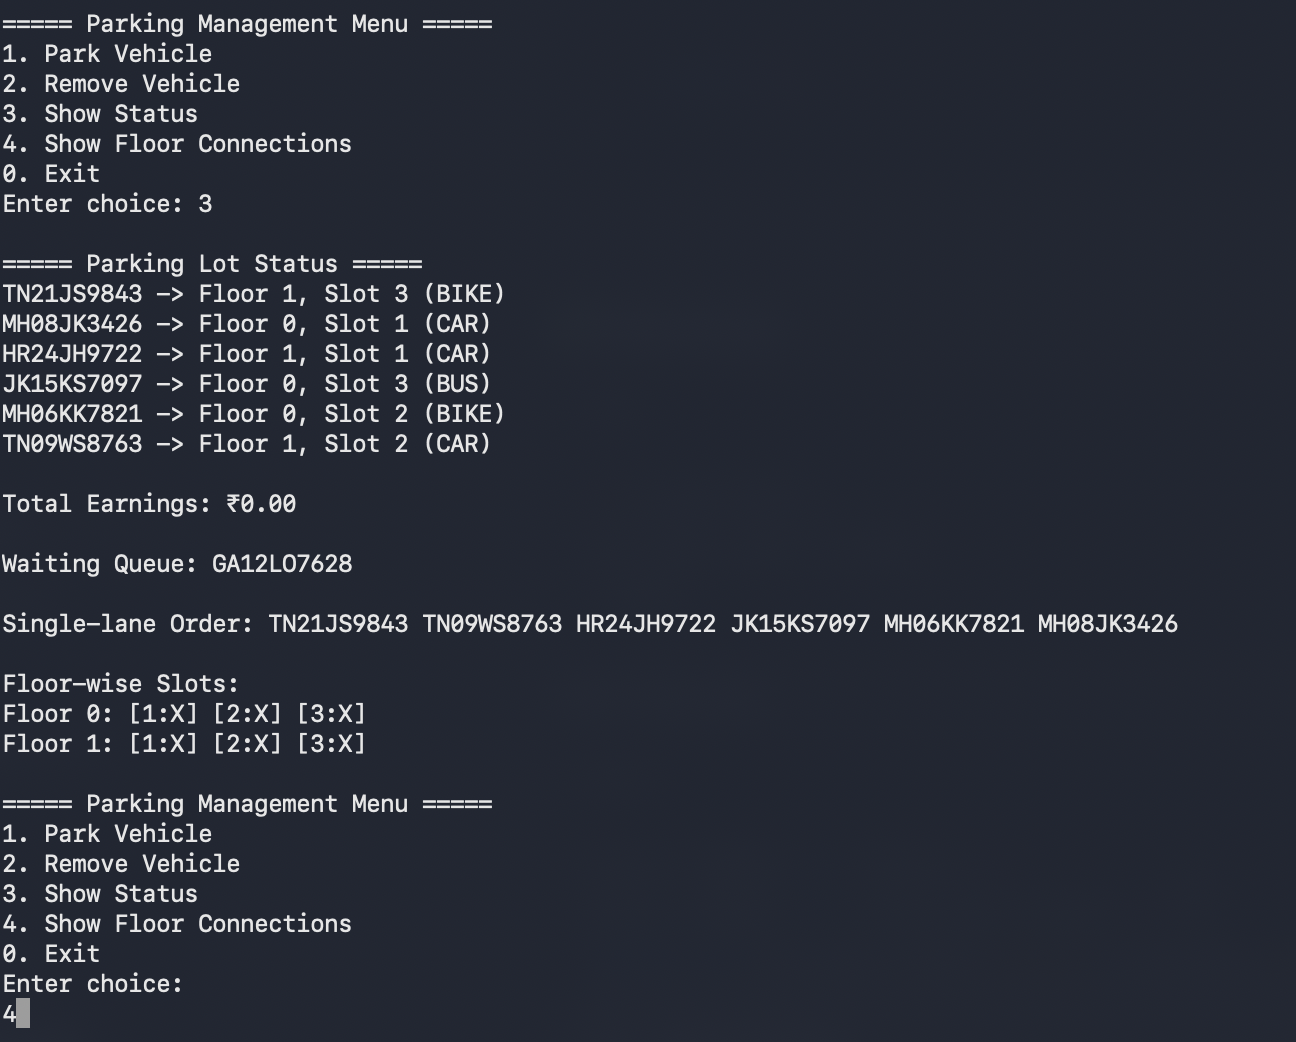 ===== Parking Management Menu =====
1. Park Vehicle
2. Remove Vehicle
3. Show Status
4. Show Floor Connections
0. Exit
Enter choice: 3
===== Parking Lot Status =====
TN21JS9843 -> Floor 1, Slot 3 (BIKE)
MH08JK3426 -> Floor 0, Slot 1 (CAR)
HR24JH9722 -> Floor 1, Slot 1 (CAR)
JK15KS7097 -> Floor 0, Slot 3 (BUS)
MH06KK7821 -> Floor 0, Slot 2 (BIKE)
TN09WS8763 -> Floor 1, Slot 2 (CAR)
Total Earnings: ₹0.00
Waiting Queue: GA12LO7628
Single-lane Order: TN21JS9843 TN09WS8763 HR24JH9722 JK15KS7097 MH06KK7821 MH08JK3426
Floor-wise Slots:
Floor 0: [1:X] [2:X] [3:X]
Floor 1: [1:X] [2:X] [3:X]
===== Parking Management Menu =====
1. Park Vehicle
2. Remove Vehicle
3. Show Status
4. Show Floor Connections
0. Exit
Enter choice:
4